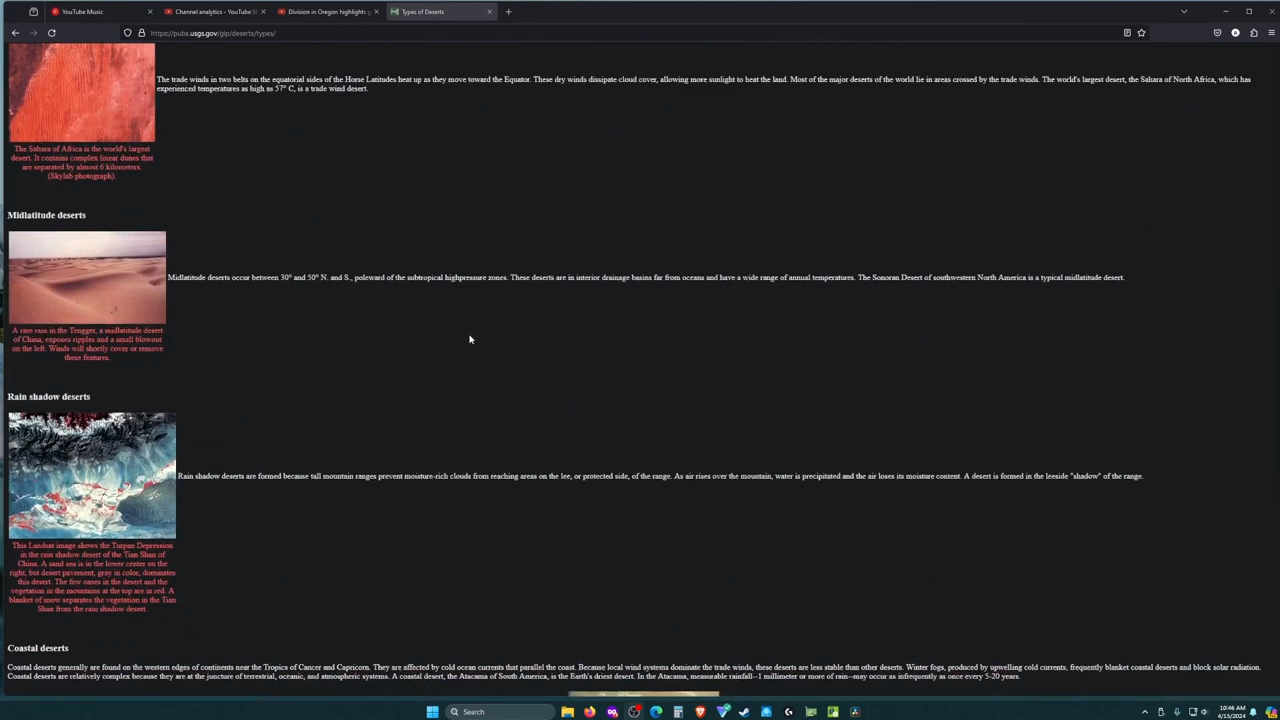 YouTube Music
Channel analytics - YouTube S
Division in Oregon highlights g
Types of Deserts
https://pubs.usgs.gov/gip/deserts/types/
The trade winds in two belts on the equatorial sides of the Horse Latitudes heat up as they move toward the Equator. These dry winds dissipate cloud cover, allowing more sunlight to heat the land. Most of the major deserts of the world lie in areas crossed by the trade winds. The world's largest desert, the Sahara of North Africa, which has
experienced temperatures as high as 57° C, is a trade wind desert.
The Sahara of Africa is the world's largest
desert. It contains complex linear dunes that
are separated by almost 6 kilometers.
(Skylab photograph).
Midlatitude deserts
Midlatitude deserts occur between 30° and 50° N. and S., poleward of the subtropical highpressure zones. These deserts are in interior drainage basins far from oceans and have a wide range of annual temperatures. The Sonoran Desert of southwestern North America is a typical midlatitude desert.
A rare rain in the Tengger, a midlatitude desert
of China, exposes ripples and a small blowout
on the left. Winds will shortly cover or remove
these features.
Rain shadow deserts
Rain shadow deserts are formed because tall mountain ranges prevent moisture-rich clouds from reaching areas on the lee, or protected side, of the range. As air rises over the mountain, water is precipitated and the air loses its moisture content. A desert is formed in the leeside "shadow" of the range.
This Landsat image shows the Turpan Depression
in the rain shadow desert of the Tian Shan of
China. A sand sea is in the lower center on the
right, but desert pavement, gray in color, dominates
this desert. The few oases in the desert and the
vegetation in the mountains at the top are in red. A
blanket of snow separates the vegetation in the Tian
Shan from the rain shadow desert.
Coastal deserts
Coastal deserts generally are found on the western edges of continents near the Tropics of Cancer and Capricorn. They are affected by cold ocean currents that parallel the coast. Because local wind systems dominate the trade winds, these deserts are less stable than other deserts. Winter fogs, produced by upwelling cold currents, frequently blanket coastal deserts and block solar radiation.
Coastal deserts are relatively complex because they are at the juncture of terrestrial, oceanic, and atmospheric systems. A coastal desert, the Atacama of South America, is the Earth's driest desert. In the Atacama, measurable rainfall--1 millimeter or more of rain--may occur as infrequently as once every 5-20 years.
Search
10:46 AM
4/15/2024